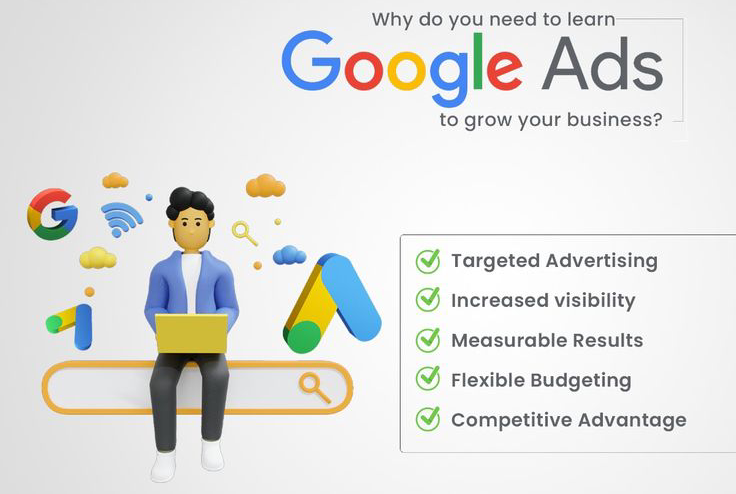 Why do you need to learn
Google Ads
to grow your business?
G
Targeted Advertising
Increased visibility
Measurable Results
Flexible Budgeting
Competitive Advantage